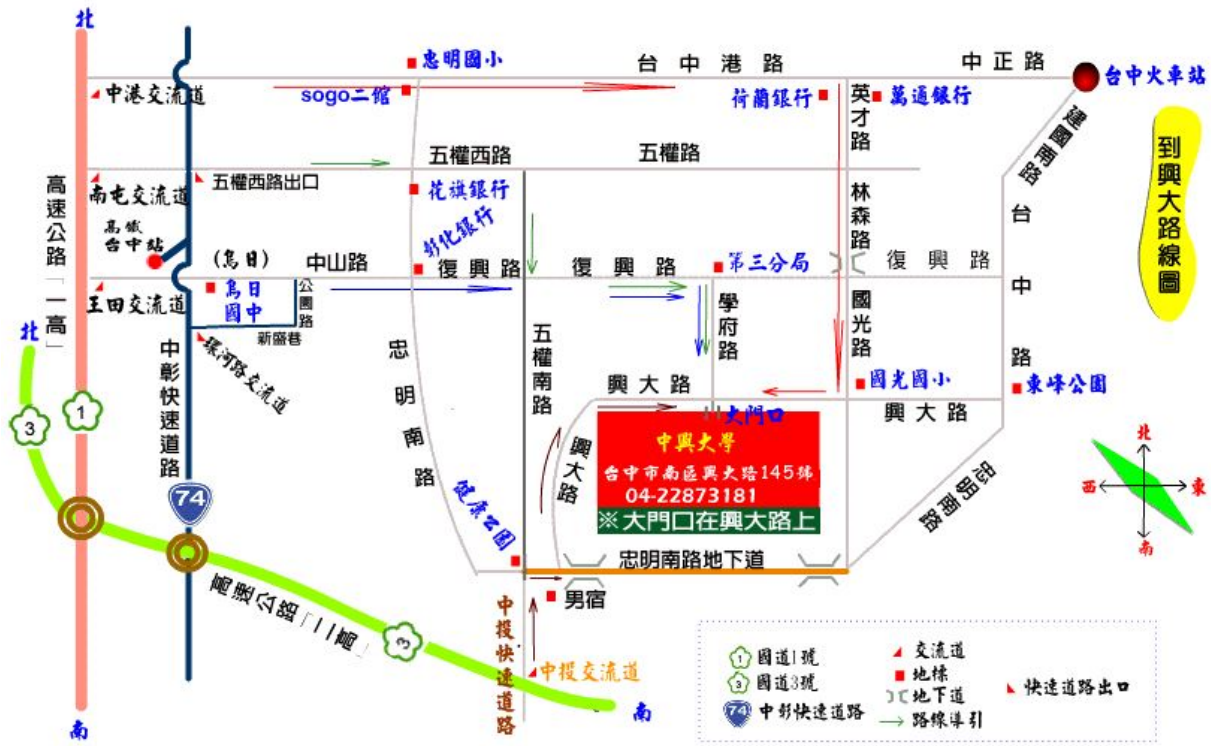 北
忠明國小
台中港路
中正路
台中火車站
中港交流道
sogo二館
荷蘭銀行
英才路
萬通銀行
建國南路
到興大路線圖
五權西路
五權路
南屯交流道
五權西路出口
花旗銀行
林森路
高速公路「一高」
高鐵
台中站
彰化銀行
台中路
(烏日)
中山路
復興路
復興路
第三分局
復興路
王田交流道
烏日
國中
公園路
新盛巷
環河路交流道
學府路
國光路
北
中彰快速道路
忠明南路
五權南路
興大路
國光國小
東峰公園
1
3
大門口
興大路
興大路
中興大學
台中市南區興大路145號
04-22873181
※大門口在興大路上
忠明南路
北
西
東
南
74
健康公園
忠明南路地下道
高速公路「二高」
3
男宿
中投快速道路
中投交流道
南
南
1
國道1號
3
國道3號
74
中彰快速道路
交流道
地標
地下道
路線導引
快速道路出口